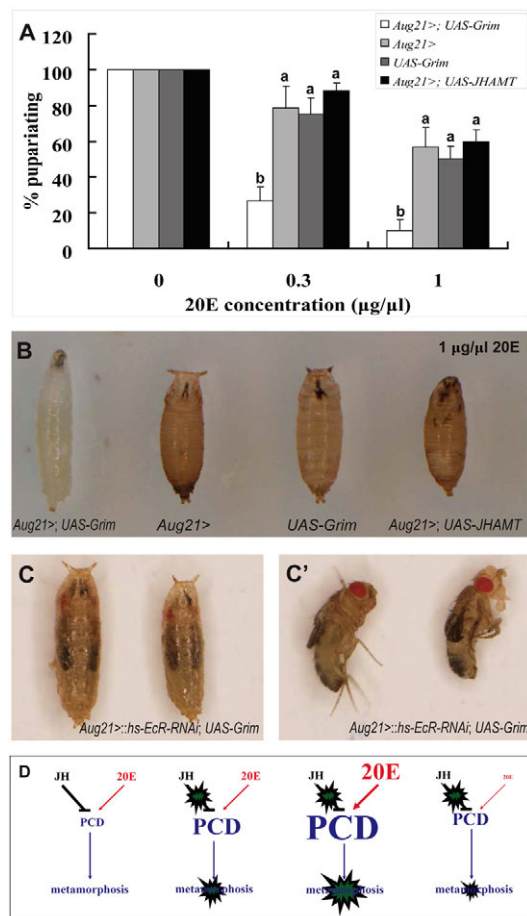 A
Aug21>; UAS-Grim
Aug21>
UAS-Grim
Aug21>; UAS-JHAMT
% pupariating
120
100
80
60
40
20
0
b
a
a
a
b
a
a
a
0
0.3
1
20E concentration (µg/µl)
B
1 µg/µl 20E
Aug21>; UAS-Grim
Aug21>
UAS-Grim
Aug21>; UAS-JHAMT
C
Aug21>::hs-EcR-RNAi; UAS-Grim
C'
Aug21>::hs-EcR-RNAi; UAS-Grim
D
JH 20E
PCD
metamorphosis
JH 20E
PCD
metamorphosis
JH 20E
PCD
metamorphosis
JH 20E
PCD
metamorphosis